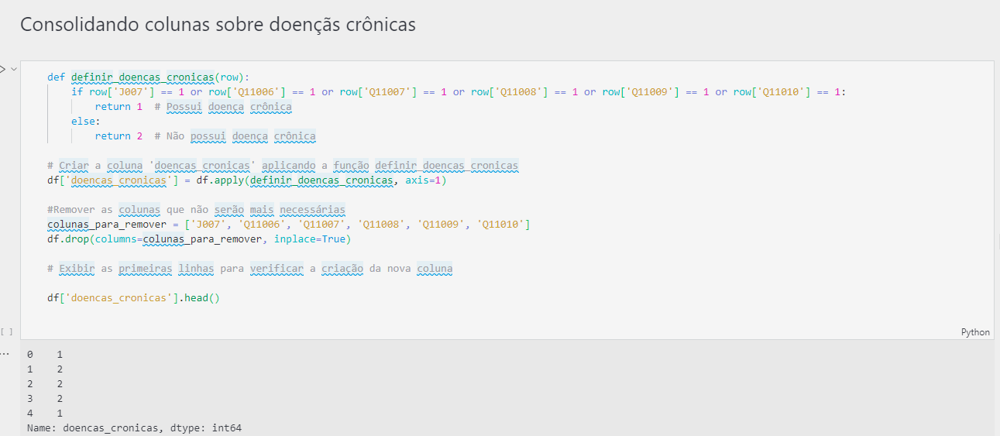 Consolidando colunas sobre doençãs crônicas
def definir_doencas_cronicas(row):
    if row['J007'] == 1 or row['Q11006'] == 1 or row['Q11007'] == 1 or row['Q11008'] == 1 or row['Q11009'] == 1 or row['Q11010'] == 1:
        return 1  # Possui doença crônica
    else:
        return 2  # Não possui doença crônica
# Criar a coluna 'doencas_cronicas' aplicando a função definir_doencas_cronicas
df['doencas_cronicas'] = df.apply(definir_doencas_cronicas, axis=1)
#Remover as colunas que não serão mais necessárias
colunas_para_remover = ['J007', 'Q11006', 'Q11007', 'Q11008', 'Q11009', 'Q11010']
df.drop(columns=colunas_para_remover, inplace=True)
# Exibir as primeiras linhas para verificar a criação da nova coluna
df['doencas_cronicas'].head()
[ ]
Python
...
0    1
1    2
2    2
3    2
4    1
Name: doencas_cronicas, dtype: int64